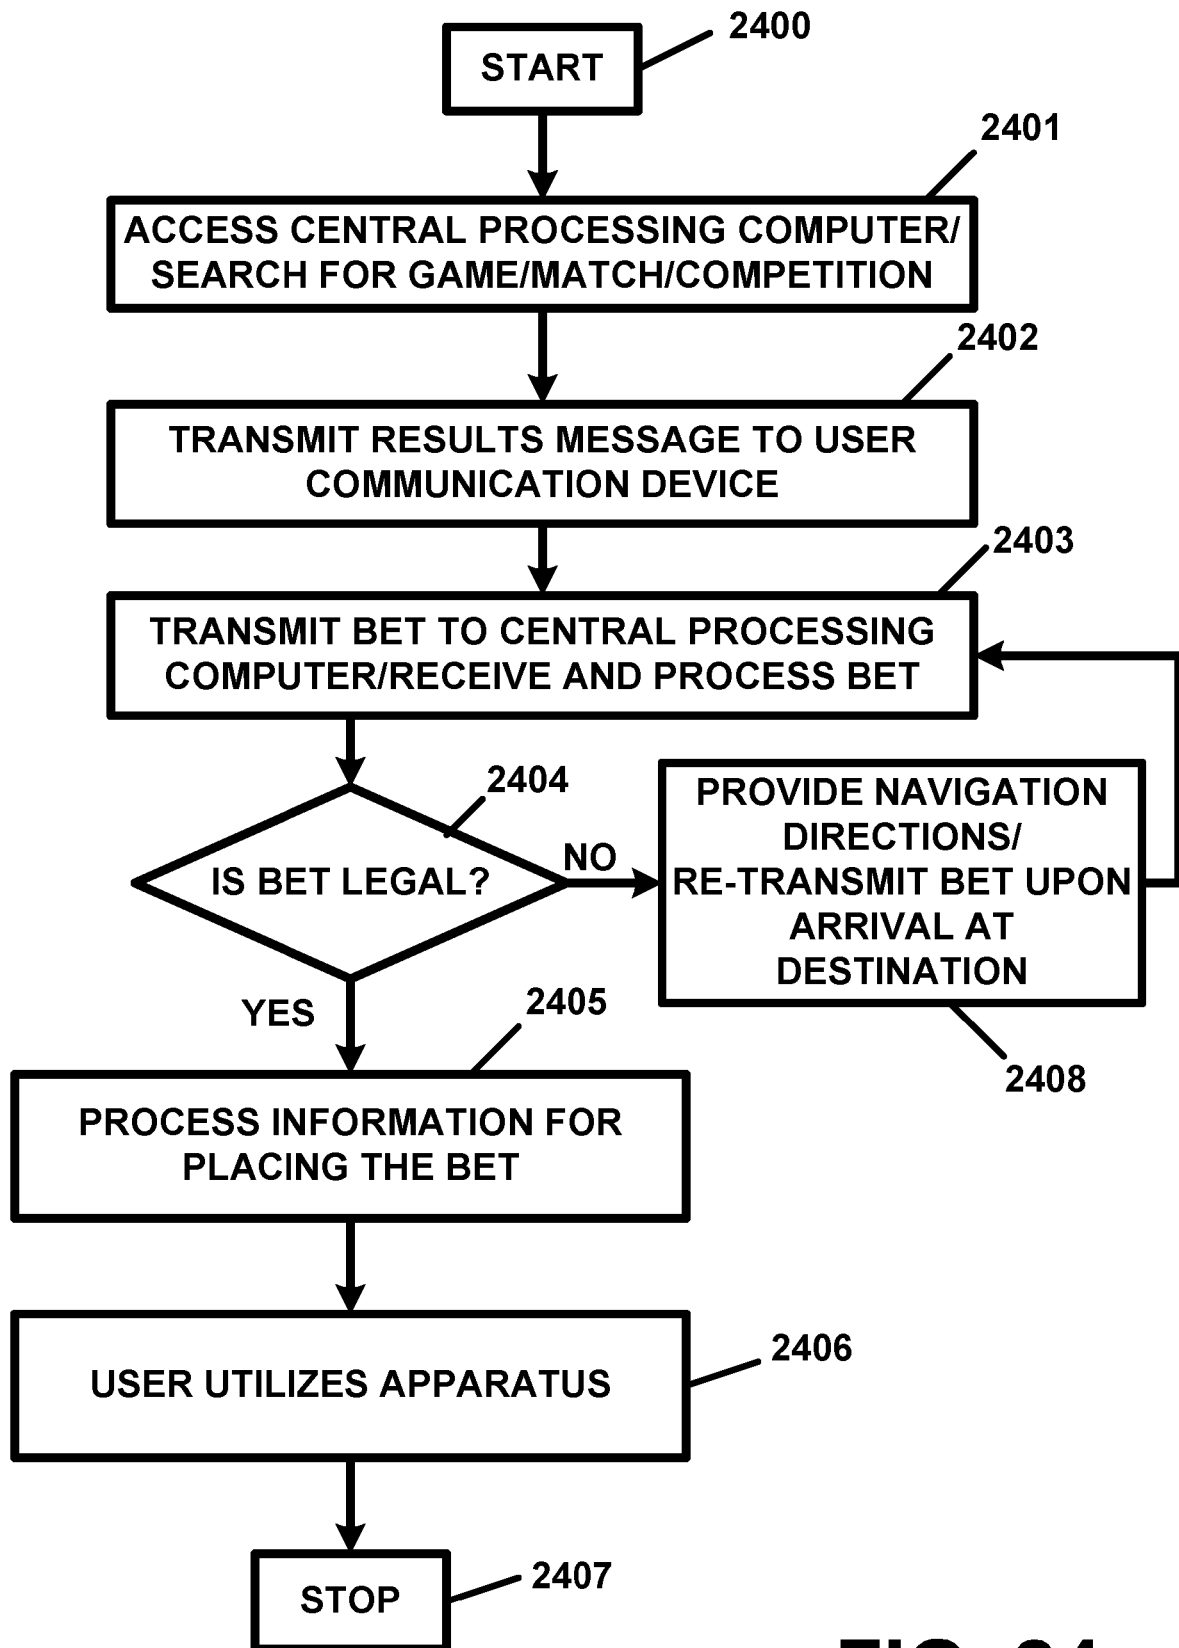 START
2400
2401
ACCESS CENTRAL PROCESSING COMPUTER/
SEARCH FOR GAME/MATCH/COMPETITION
2402
TRANSMIT RESULTS MESSAGE TO USER
COMMUNICATION DEVICE
2403
TRANSMIT BET TO CENTRAL PROCESSING
COMPUTER/RECEIVE AND PROCESS BET
2404
IS BET LEGAL?
NO
PROVIDE NAVIGATION
DIRECTIONS/
RE-TRANSMIT BET UPON
ARRIVAL AT
DESTINATION
2408
YES
2405
PROCESS INFORMATION FOR
PLACING THE BET
2406
USER UTILIZES APPARATUS
STOP
2407